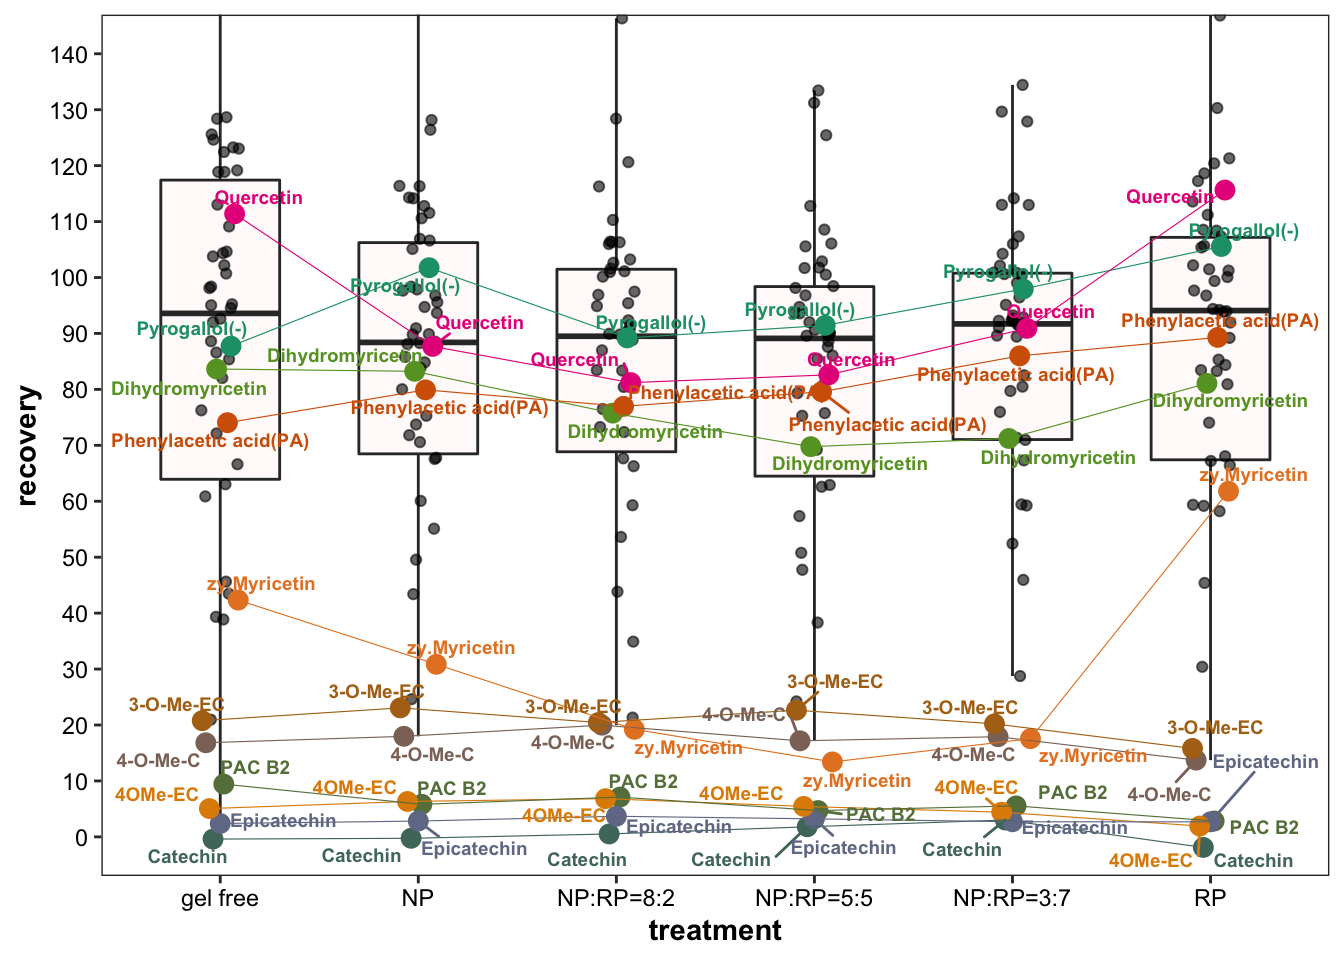 140
130
120
110
100
90
80
70
60
50
40
30
20
10
0
recovery
Quercetin
Pyrogallol(-)
Dihydromyricetin
Phenylacetic acid(PA)
zy.Myricetin
3-O-Me-EC
4-O-Me-C
PAC B2
4OMe-EC
Epicatechin
Catechin
Pyrogallol(-)
Quercetin
Dihydromyricetin
Phenylacetic acid(PA)
zy.Myricetin
3-O-Me-EC
4-O-Me-C
4OMe-EC
PAC B2
Epicatechin
Catechin
Pyrogallol(-)
Quercetin
Phenylacetic acid(PA)
Dihydromyricetin
3-O-Me-EC
4-O-Me-C
zy.Myricetin
PAC B2
4OMe-EC
Epicatechin
Catechin
Pyrogallol(-)
Quercetin
Phenylacetic acid(PA)
Dihydromyricetin
3-O-Me-EC
4-O-Me-C
zy.Myricetin
4OMe-EC
PAC B2
Epicatechin
Catechin
Pyrogallol(-)
Quercetin
Phenylacetic acid(PA)
Dihydromyricetin
3-O-Me-EC
4-O-Me-C
zy.Myricetin
4OMe-EC
PAC B2
Epicatechin
Catechin
Quercetin
Pyrogallol(-)
Phenylacetic acid(PA)
Dihydromyricetin
zy.Myricetin
3-O-Me-EC
Epicatechin
4-O-Me-C
PAC B2
4OMe-EC
Catechin
gel free
NP
NP:RP=8:2
NP:RP=5:5
NP:RP=3:7
RP
treatment